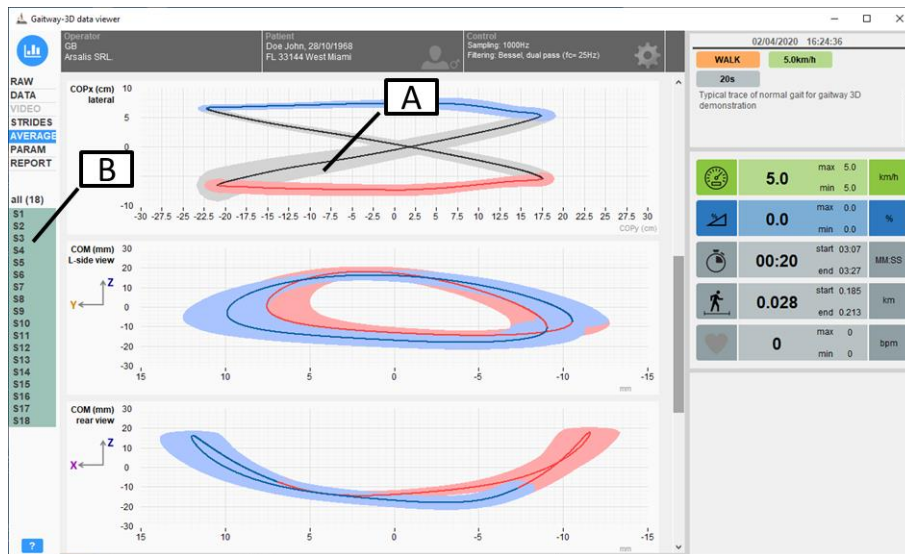 Gaitway-3D data viewer
Operator
GB
Arsalis SRL.
Patient
Doe John, 28/10/1968
FL 33144 West Miami
Control
Sampling: 1000Hz
Filtering: Bessel, dual pass (fc= 25Hz)
RAW
DATA
VIDEO
STRIDES
AVERAGE
PARAM
REPORT
all (18)
S1
S2
S3
S4
S5
S6
S7
S8
S9
S10
S11
S12
S13
S14
S15
S16
S17
S18
?
A
B
COPx (cm)
lateral
10
5
0
-5
-10
-30 -27.5 -25 -22.5 -20 -17.5 -15 -12.5 -10 -7.5 -5 -2.5 0 2.5 5 7.5 10 12.5 15 17.5 20 22.5 25 27.5 30
COPy (cm)
COM (mm)
L-side view
Z
Y
30
20
10
0
-10
-20
-30
15 10 5 0 -5 -10 -15
mm
COM (mm)
rear view
Z
X
30
20
10
0
-10
-20
-30
15 10 5 0 -5 -10 -15
mm
02/04/2020 16:24:36
WALK 5.0km/h
20s
Typical trace of normal gait for gaitway 3D
demonstration
5.0 max 5.0 min 5.0 km/h
0.0 max 0.0 min 0.0 %
00:20 start 03:07 end 03:27 MM:SS
0.028 start 0.185 end 0.213 km
0 max 0 min 0 bpm